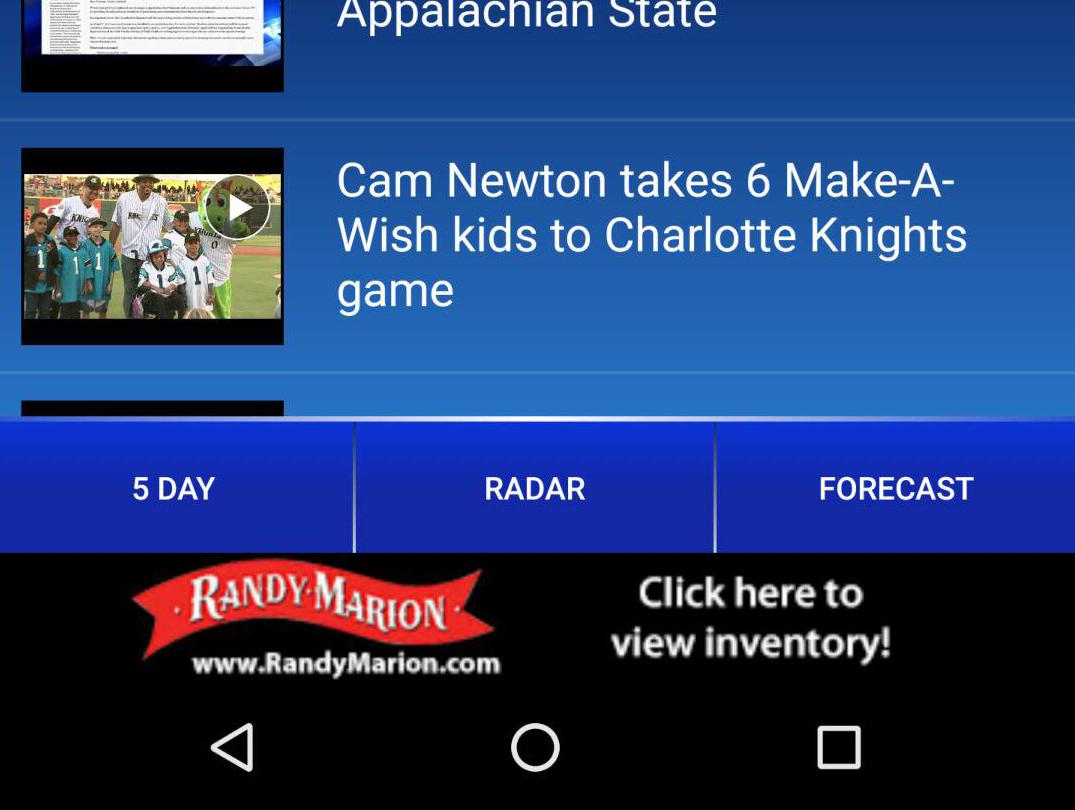 Appalachian State
Cam Newton takes 6 Make-A-
Wish kids to Charlotte Knights
game
5 DAY
RADAR
FORECAST
RANDY MARION
www.RandyMarion.com
Click here to
view inventory!